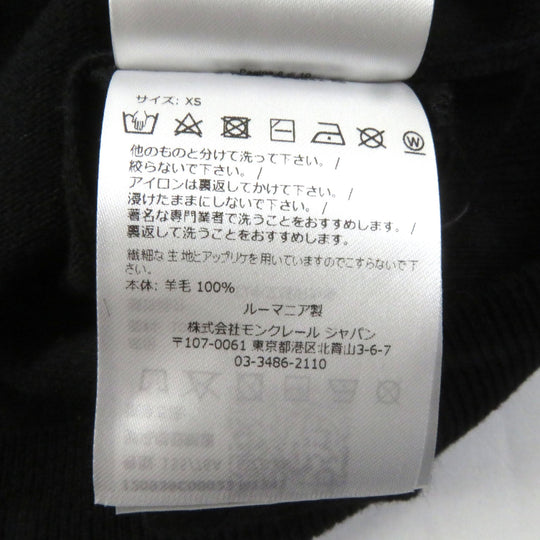 サイズ: XS
W
他のものと分けて洗って下さい。/
絞らないで下さい。/
アイロンは裏返してかけて下さい。/
浸けたままにしないで下さい。/
著名な専門業者で洗うことをおすすめします。/
裏返して洗うことをおすすめします。
繊細な生地とアップリケを用いていますのでこすらないで下
さい。
本体: 羊毛 100%
ルーマニア製
株式会社モンクレール ジャパン
〒107-0061 東京都港区北青山3-6-7
03-3486-2110